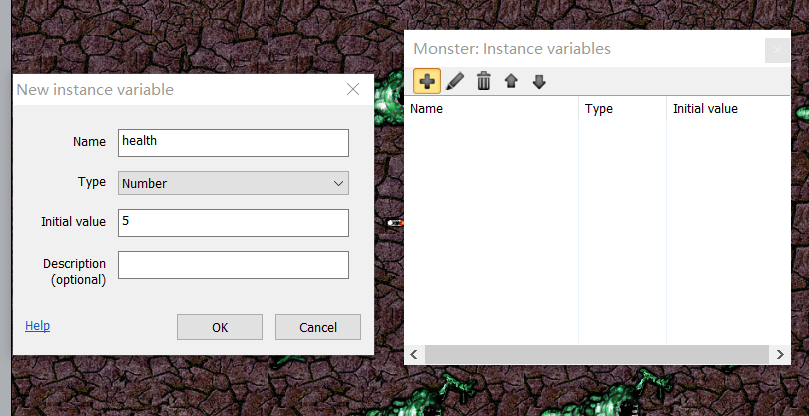 New instance variable
Name
health
Type
Number
Initial value
5
Description
(optional)
Help
OK
Cancel
Monster: Instance variables
Name
Type
Initial value